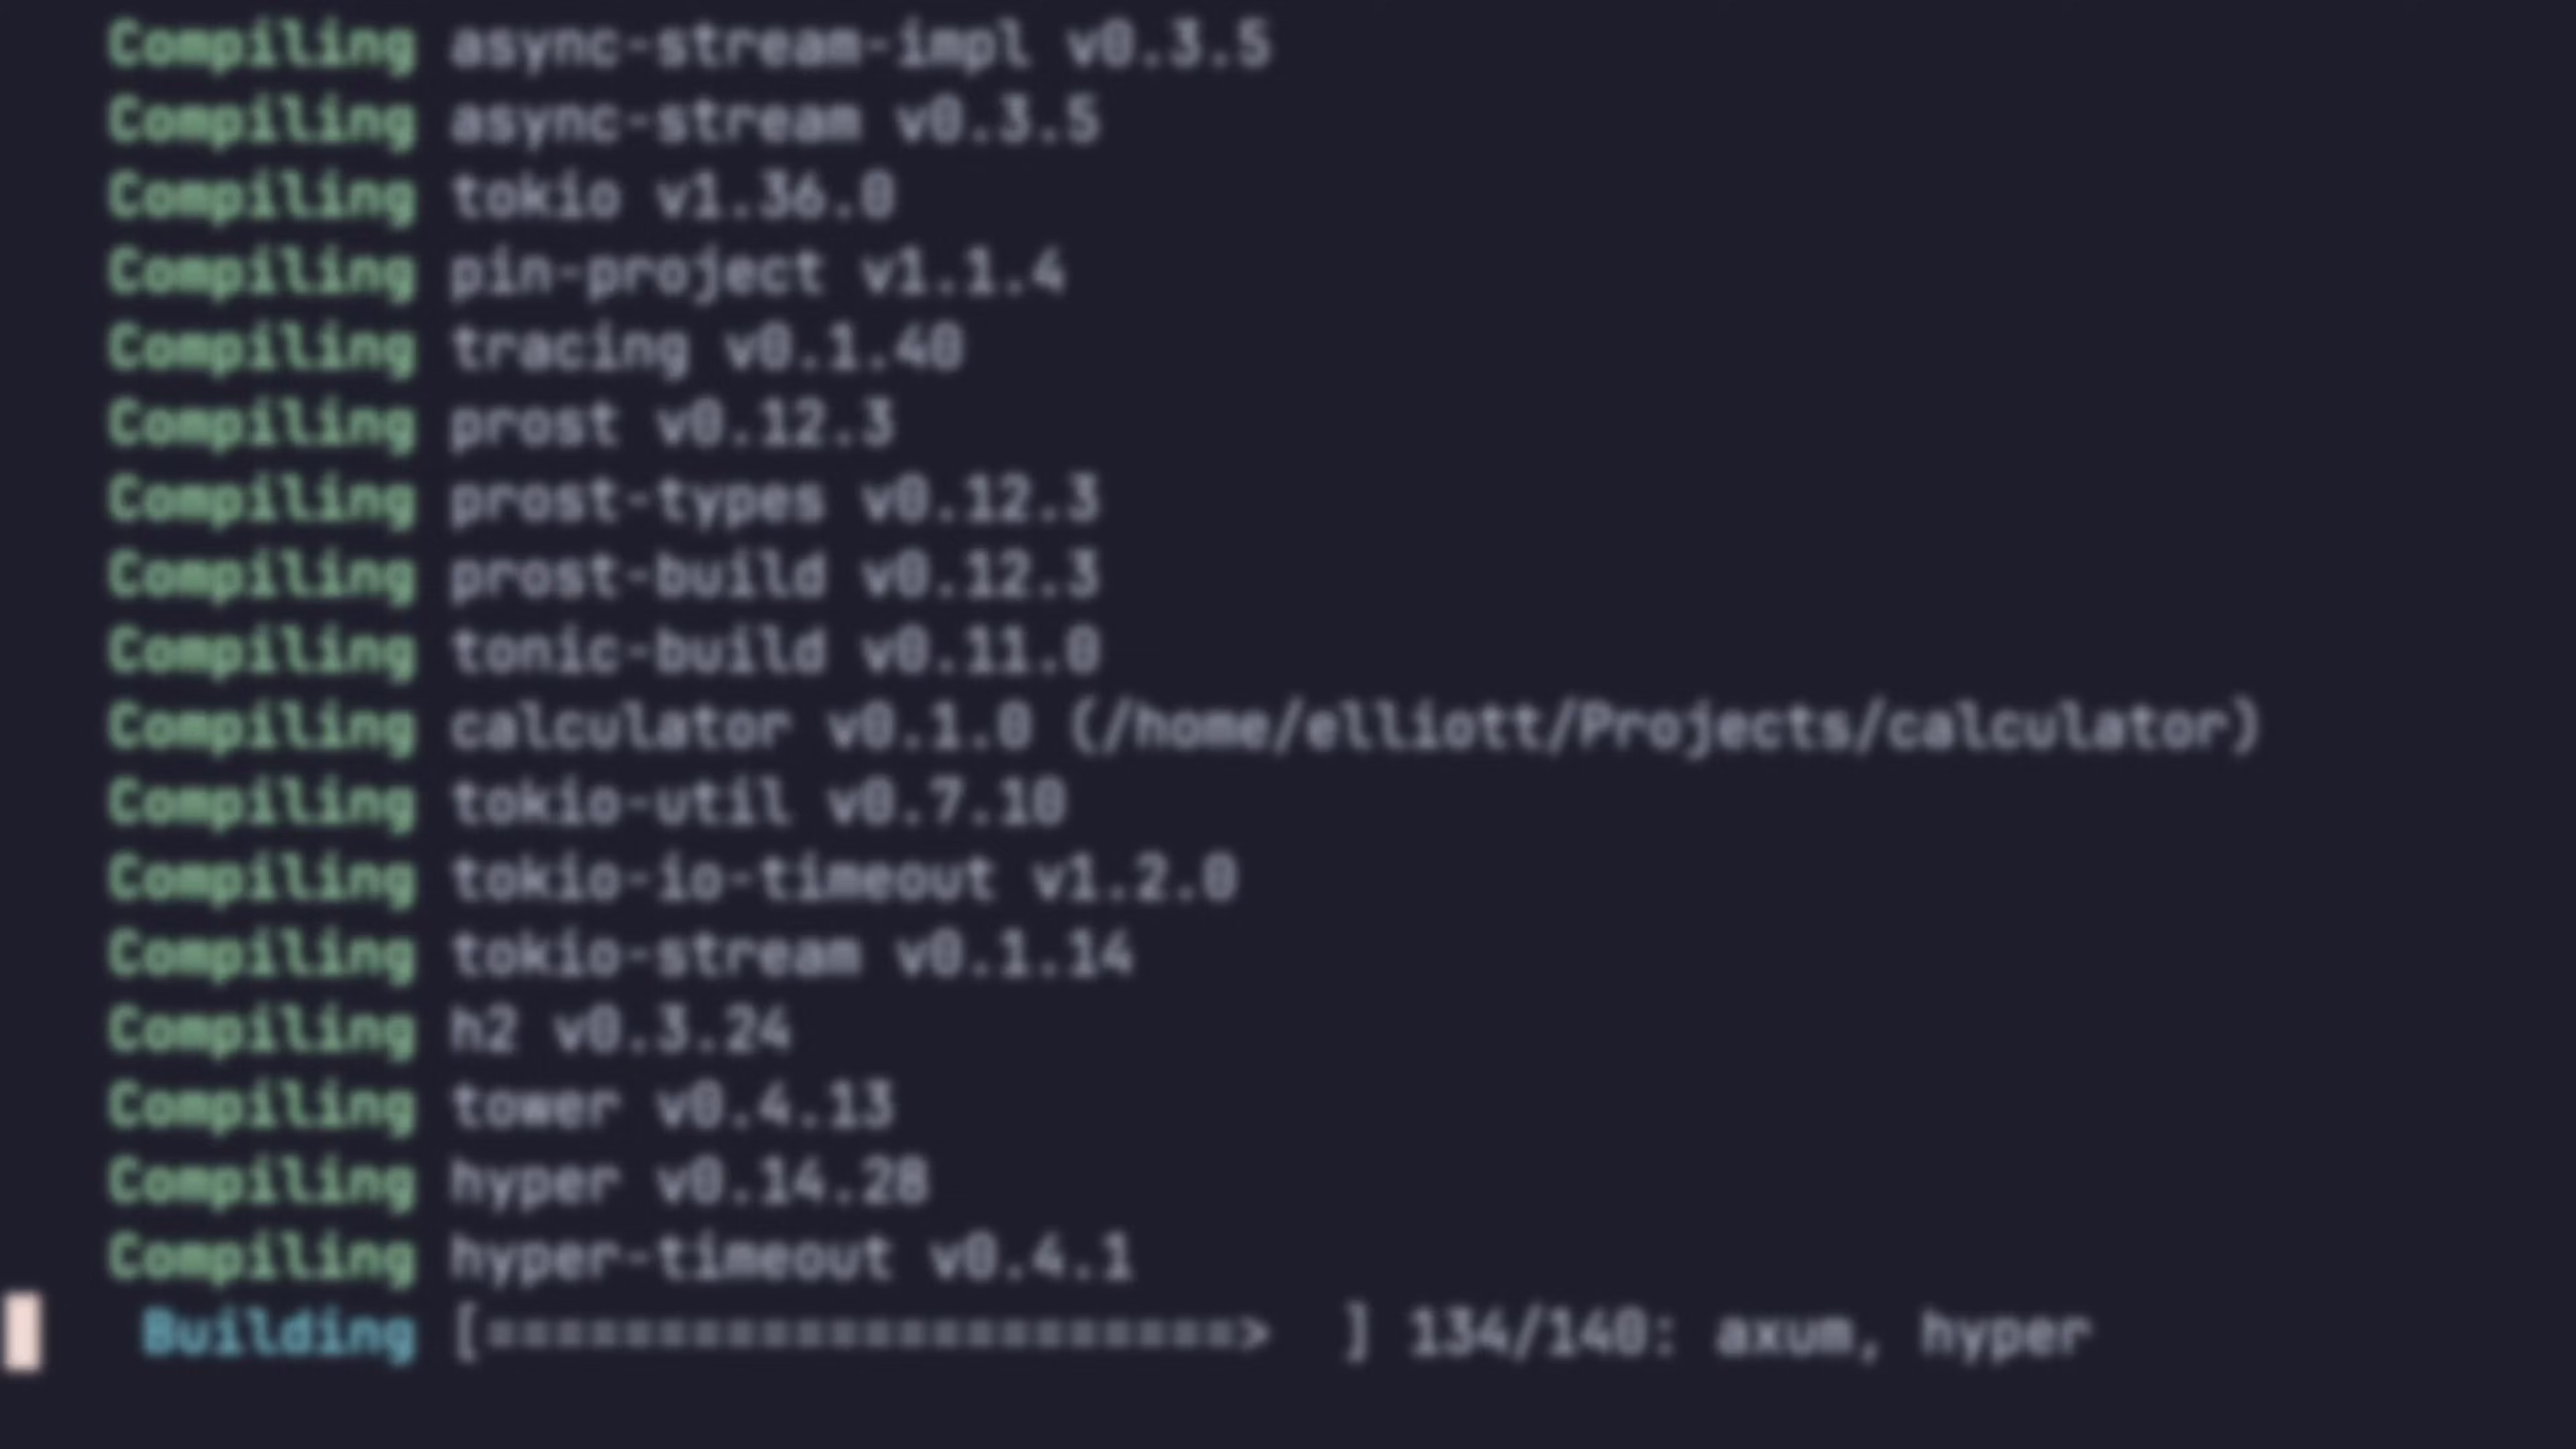 Compiling async-stream-impl v0.3.5
Compiling async-stream v0.3.5
Compiling tokio v1.36.0
Compiling pin-project v1.1.4
Compiling tracing v0.1.40
Compiling prost v0.12.3
Compiling prost-types v0.12.3
Compiling prost-build v0.12.3
Compiling tonic-build v0.11.0
Compiling calculator v0.1.0 (/home/elliott/Projects/calculator)
Compiling tokio-util v0.7.10
Compiling tokio-io-timeout v1.2.0
Compiling tokio-stream v0.1.14
Compiling h2 v0.3.24
Compiling tower v0.4.13
Compiling hyper v0.14.28
Compiling hyper-timeout v0.4.1
Building [======================>  ] 134/140: axum, hyper